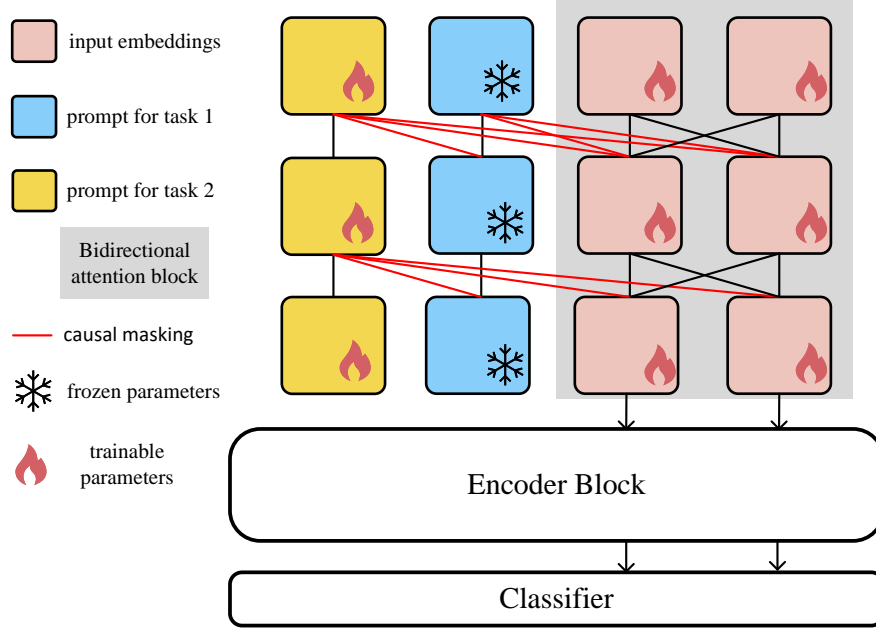 input embeddings
prompt for task 1
prompt for task 2
Bidirectional
attention block
causal masking
frozen parameters
trainable
parameters
Encoder Block
Classifier